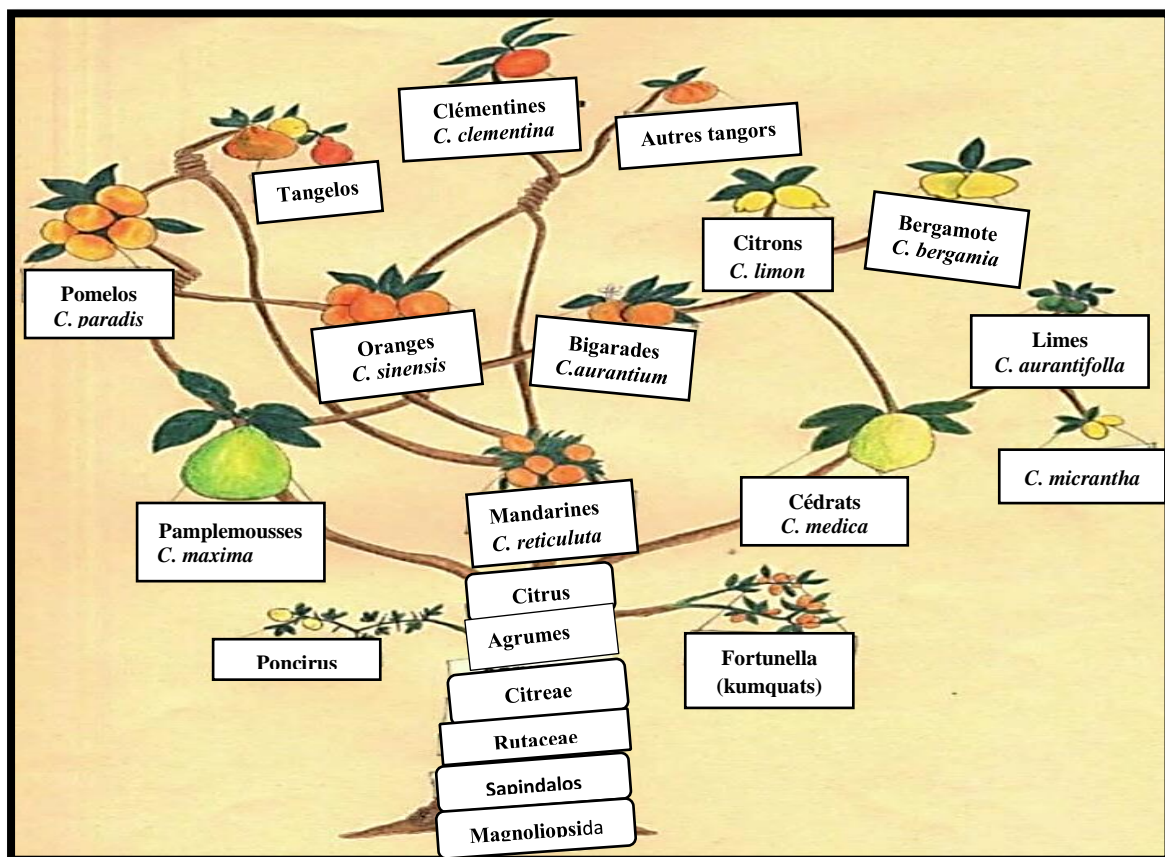 Clémentines
C. clementina
Autres tangors
Tangelos
Citrons
C. limon
Bergamote
C. bergamia
Pomelos
C. paradis
Oranges
C. sinensis
Bigarades
C.aurantium
Limes
C. aurantifolla
C. micrantha
Pamplemousses
C. maxima
Mandarines
C. reticuluta
Cédrats
C. medica
Citrus
Agrumes
Poncirus
Fortunella
(kumquats)
Citreae
Rutaceae
Sapindalos
Magnoliopsida